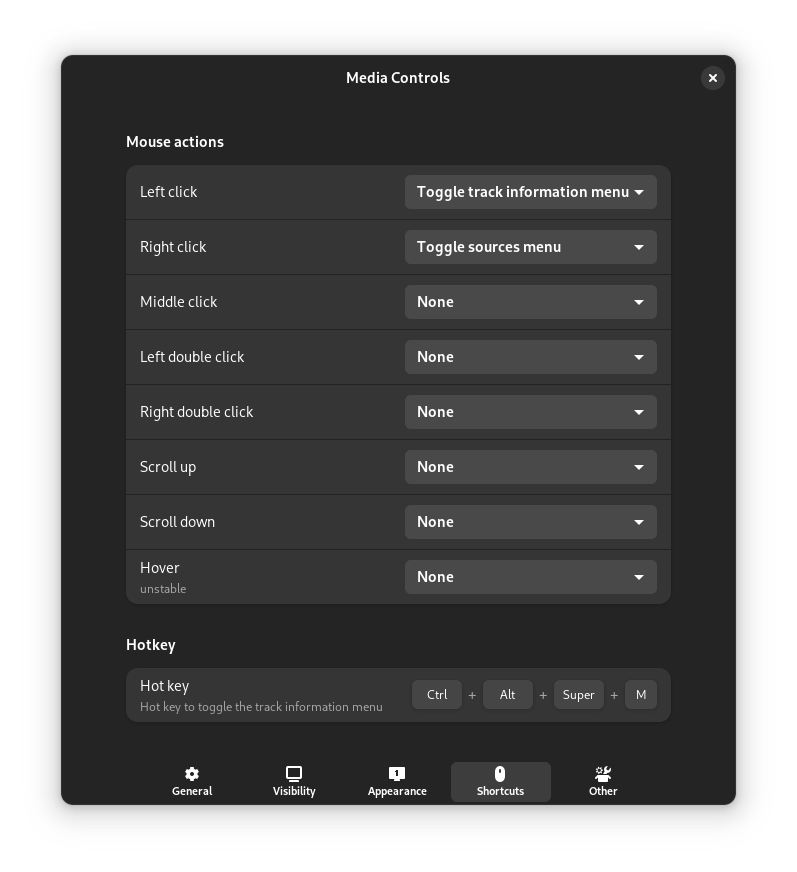 Media Controls
Mouse actions
Left click
Toggle track information menu
Right click
Toggle sources menu
Middle click
None
Left double click
None
Right double click
None
Scroll up
None
Scroll down
None
Hover
unstable
None
Hotkey
Hot key
Hot key to toggle the track information menu
Ctrl + Alt + Super + M
General Visibility Appearance Shortcuts Other